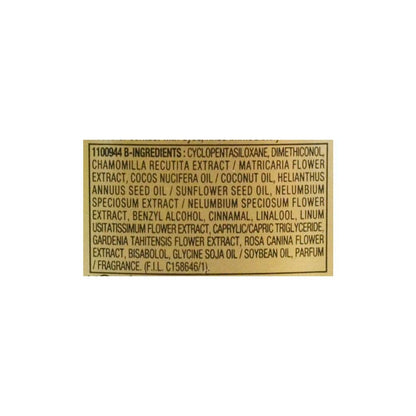 1100944 B-INGREDIENTS : CYCLOPENTASILOXANE, DIMETHICONOL,
CHAMOMILLA RECUTITA EXTRACT / MATRICARIA FLOWER
EXTRACT, COCOS NUCIFERA OIL / COCONUT OIL, HELIANTHUS
ANNUUS SEED OIL / SUNFLOWER SEED OIL, NELUMBIUM
SPECIOSUM EXTRACT / NELUMBIUM SPECIOSUM FLOWER
EXTRACT, BENZYL ALCOHOL, CINNAMAL, LINALOOL, LINUM
USITATISSIMUM FLOWER EXTRACT, CAPRYLIC/CAPRIC TRIGLYCERIDE,
GARDENIA TAHITENSIS FLOWER EXTRACT, ROSA CANINA FLOWER
EXTRACT, BISABOLOL, GLYCINE SOJA OIL / SOYBEAN OIL, PARFUM
/ FRAGRANCE. (F.I.L. C158646/1).